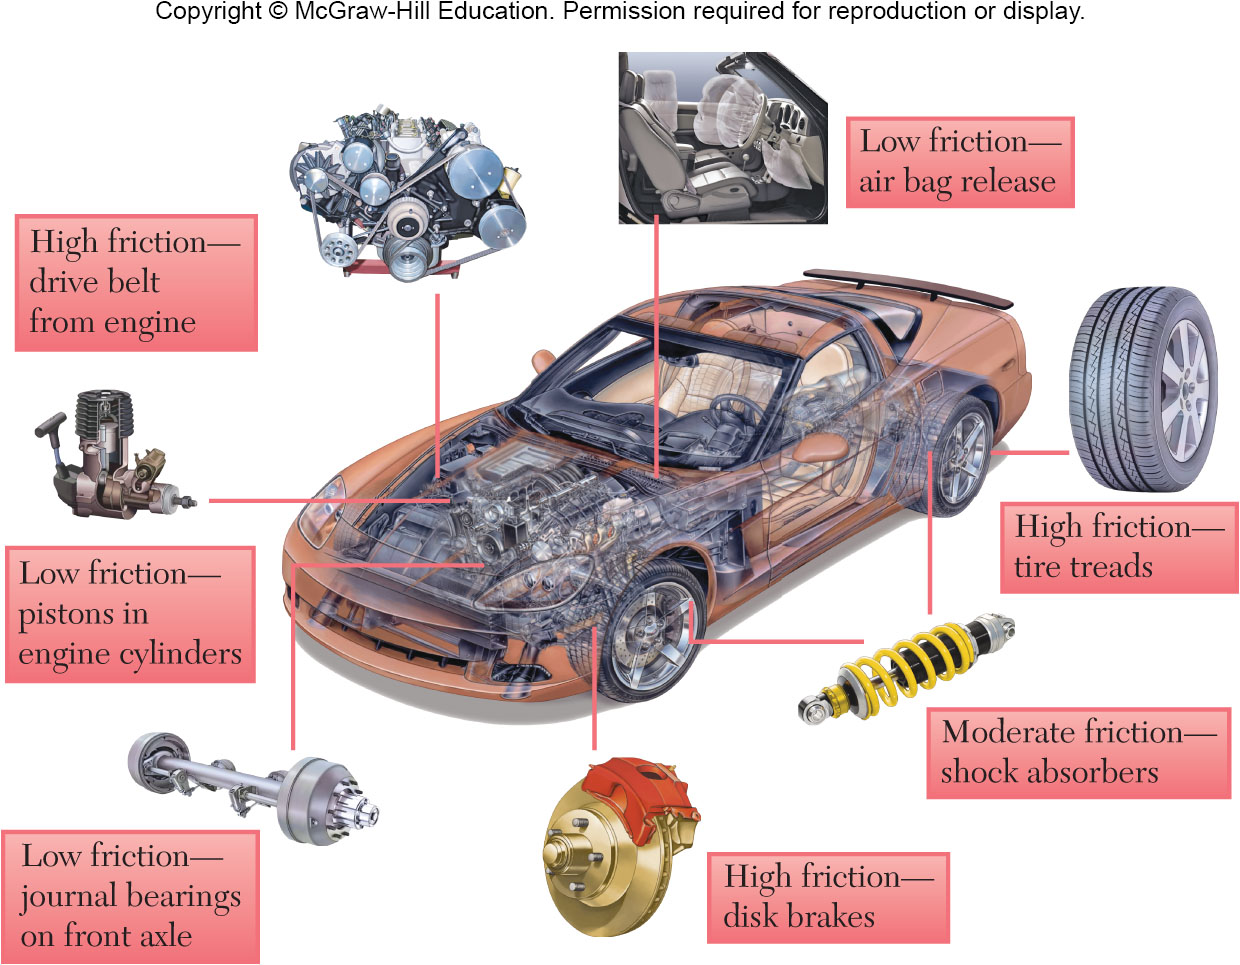 Copyright © McGraw-Hill Education. Permission required for reproduction or display.
Low friction—
air bag release
High friction—
drive belt
from engine
High friction—
tire treads
Low friction—
pistons in
engine cylinders
Moderate friction—
shock absorbers
Low friction—
journal bearings
on front axle
High friction—
disk brakes